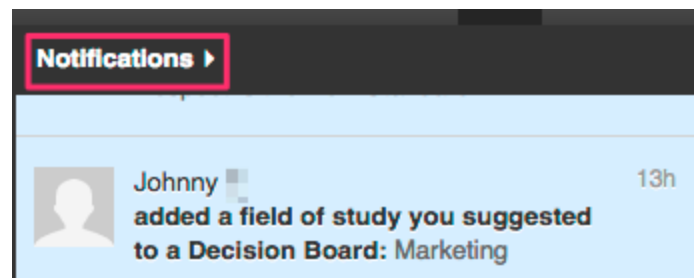 Notifications
Johnny
13h
added a field of study you suggested
to a Decision Board: Marketing